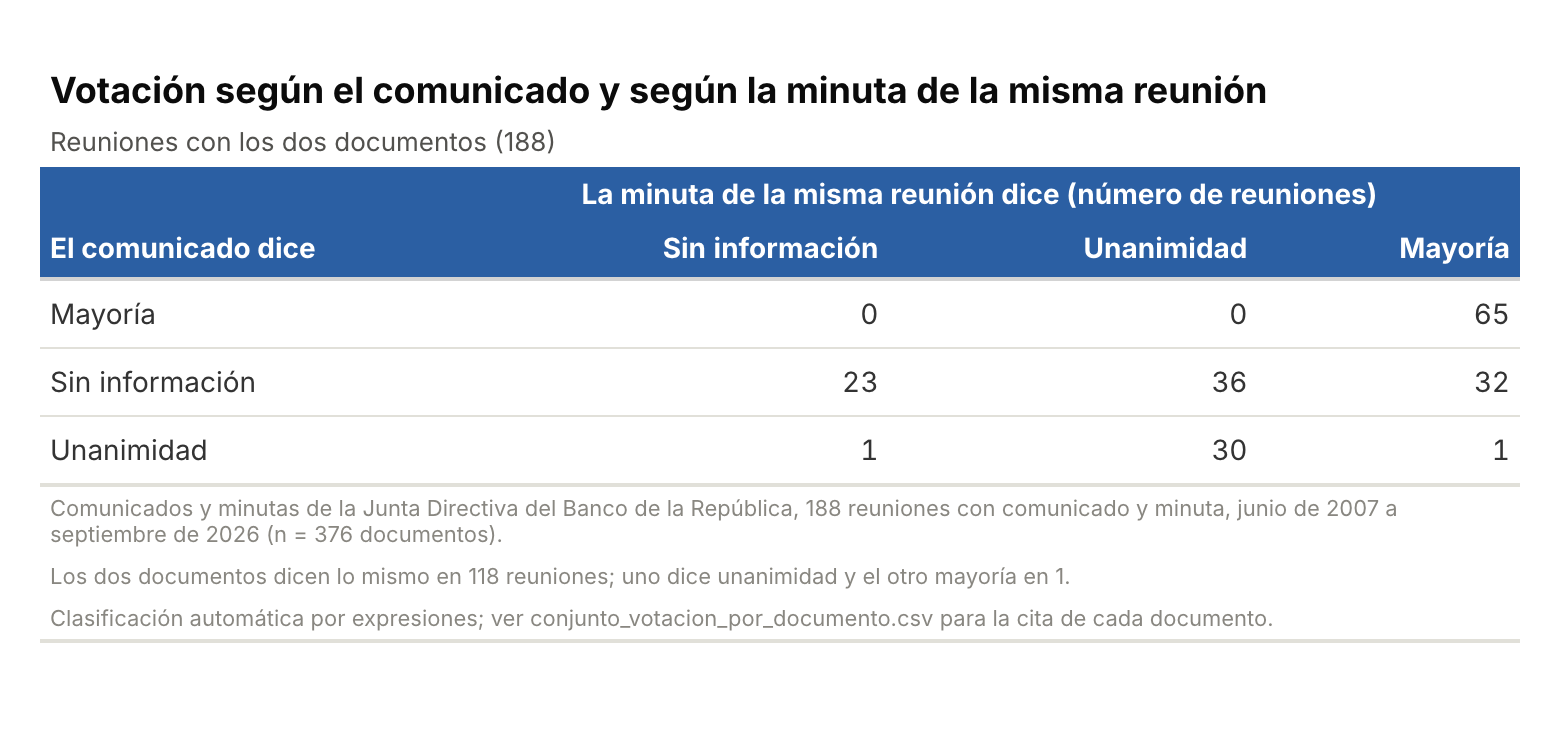 Votación según el comunicado y según la minuta de la misma reunión
Reuniones con los dos documentos (188)
La minuta de la misma reunión dice (número de reuniones)
El comunicado dice Sin información Unanimidad Mayoría
Mayoría 0 0 65
Sin información 23 36 32
Unanimidad 1 30 1
Comunicados y minutas de la Junta Directiva del Banco de la República, 188 reuniones con comunicado y minuta, junio de 2007 a
septiembre de 2026 (n = 376 documentos).
Los dos documentos dicen lo mismo en 118 reuniones; uno dice unanimidad y el otro mayoría en 1.
Clasificación automática por expresiones; ver conjunto_votacion_por_documento.csv para la cita de cada documento.